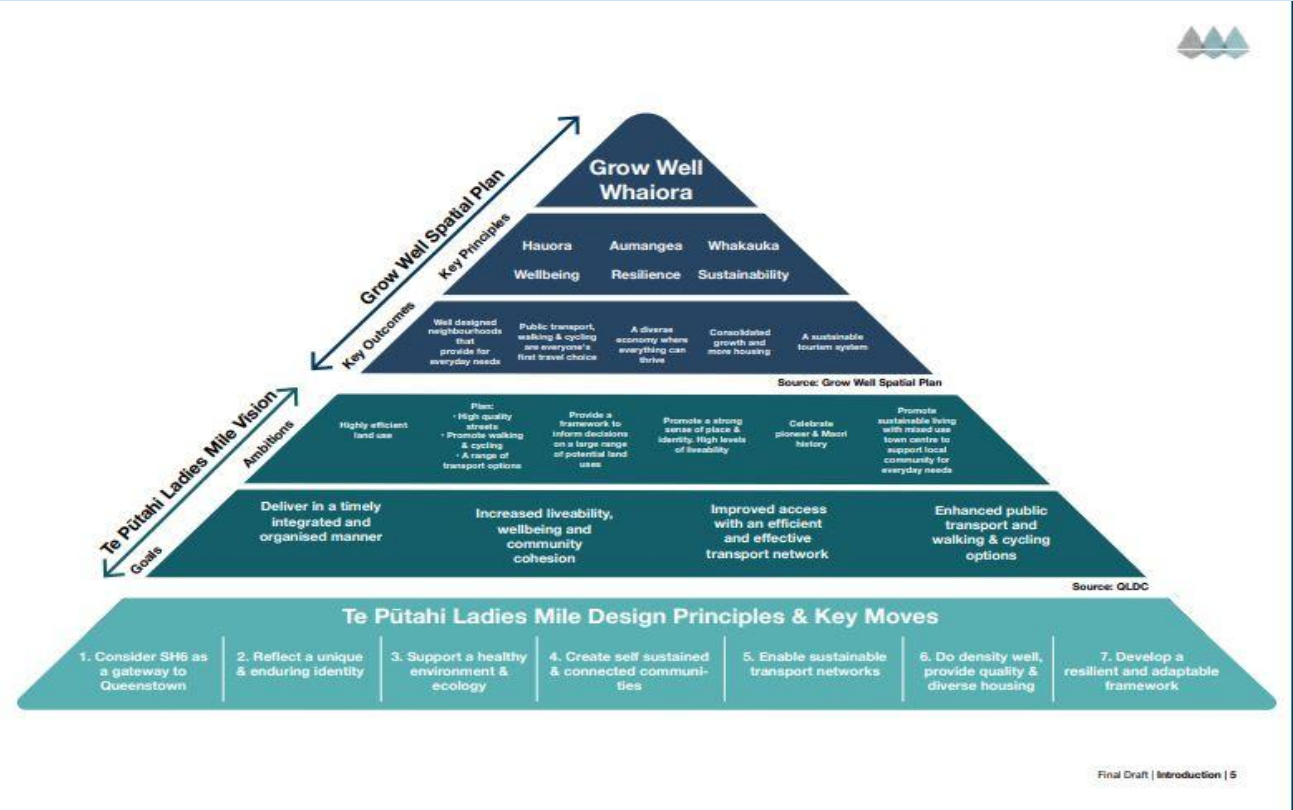 Grow Well
Whaiora
Grow Well Spatial Plan
Key Principles
Hauora Aumangea Whakauka
Wellbeing Resilience Sustainability
Key Outcomes
Well designed
neighbourhoods
that
provide for
everyday needs
Public transport,
walking & cycling
are everyone's
first travel choice
A diverse
economy where
everything can
thrive
Consolidated
growth and
more housing
A sustainable
tourism system
Source: Grow Well Spatial Plan
Te Pūtahi Ladies Mile Vision
Ambitions
Highly efficient
land use
Plan:
• High quality
streets
• Promote walking
& cycling
• A range of
transport options
Provide a
framework to
inform decisions
on a large range
of potential land
uses
Promote a strong
sense of place &
identity. High levels
of liveability
Celebrate
pioneer & Maori
history
Promote
sustainable living
with mixed use
town centre to
support local
community for
everyday needs
Goals
Deliver in a timely
integrated and
organised manner
Increased liveability,
wellbeing and
community
cohesion
Improved access
with an efficient
and effective
transport network
Enhanced public
transport and
walking & cycling
options
Source: QLDC
Te Pūtahi Ladies Mile Design Principles & Key Moves
1. Consider SH6 as
a gateway to
Queenstown
2. Reflect a unique
& enduring identity
3. Support a healthy
environment &
ecology
4. Create self sustained
& connected communi-
ties
5. Enable sustainable
transport networks
6. Do density well,
provide quality &
diverse housing
7. Develop a
resilient and adaptable
framework
Final Draft | Introduction | 5